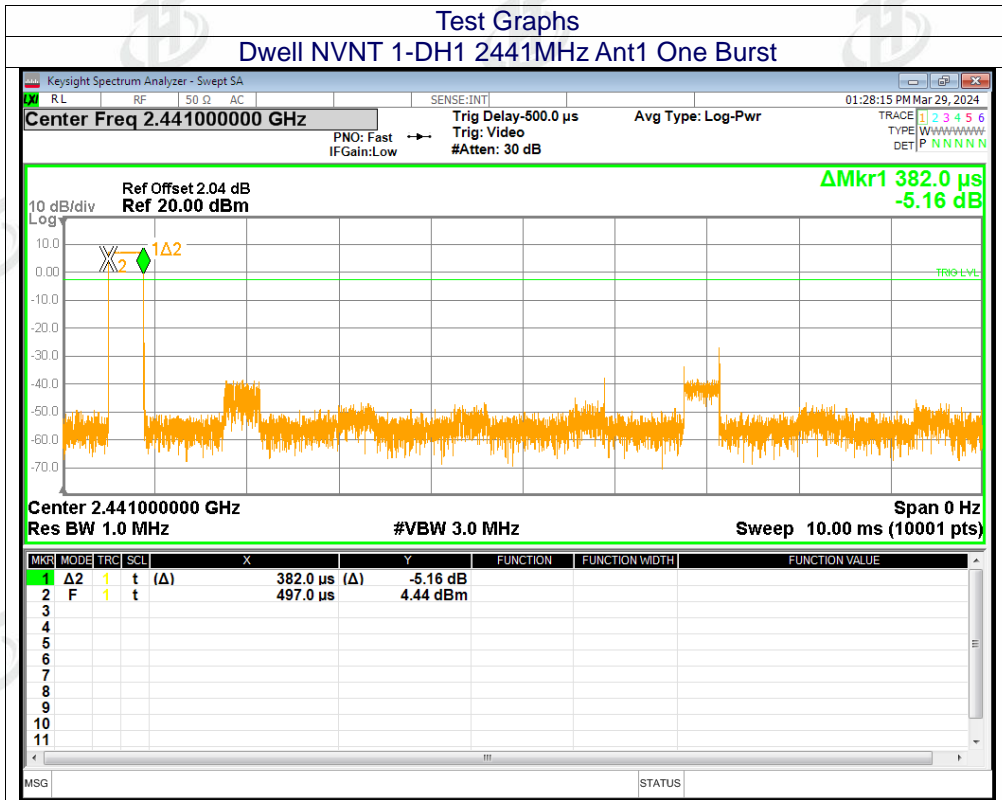 Test Graphs
Dwell NVNT 1-DH1 2441MHz Ant1 One Burst
Keysight Spectrum Analyzer - Swept SA
LXI RL RF 50 Ω AC SENSE:INT 01:28:15 PM Mar 29, 2024
Center Freq 2.441000000 GHz Trig Delay-500.0 µs Avg Type: Log-Pwr TRACE 1 2 3 4 5 6
PNO: Fast Trig: Video TYPE WWWWWWW
IFGain:Low #Atten: 30 dB DET P N N N N N
ΔMkr1 382.0 µs
-5.16 dB
Ref Offset 2.04 dB
10 dB/div Ref 20.00 dBm
Log
10.0
1Δ2
2
0.00
TRIG LVL
-10.0
-20.0
-30.0
-40.0
-50.0
-60.0
-70.0
Center 2.441000000 GHz Span 0 Hz
Res BW 1.0 MHz #VBW 3.0 MHz Sweep 10.00 ms (10001 pts)
MKR MODE TRC SCL X Y FUNCTION FUNCTION WIDTH FUNCTION VALUE
1 Δ2 1 t (Δ) 382.0 µs (Δ) -5.16 dB
2 F 1 t 497.0 µs 4.44 dBm
3
4
5
6
7
8
9
10
11
MSG STATUS